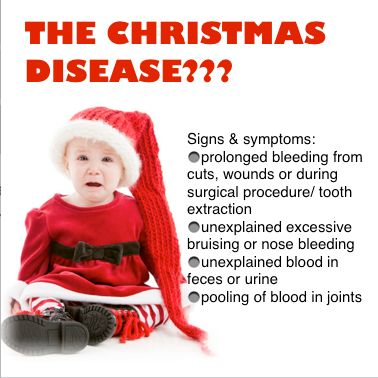 THE CHRISTMAS
DISEASE???
Signs & symptoms:
●prolonged bleeding from
cuts, wounds or during
surgical procedure/ tooth
extraction
●unexplained excessive
bruising or nose bleeding
●unexplained blood in
feces or urine
●pooling of blood in joints